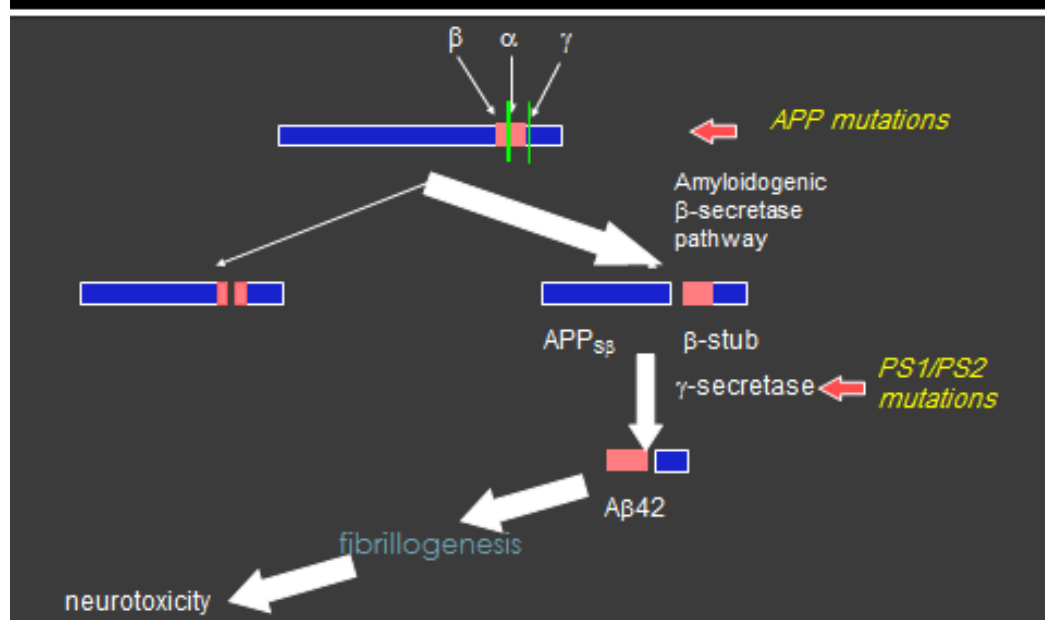 β α γ
APP mutations
Amyloidogenic
β-secretase
pathway
APPsβ β-stub
γ-secretase
PS1/PS2
mutations
Aβ42
fibrillogenesis
neurotoxicity